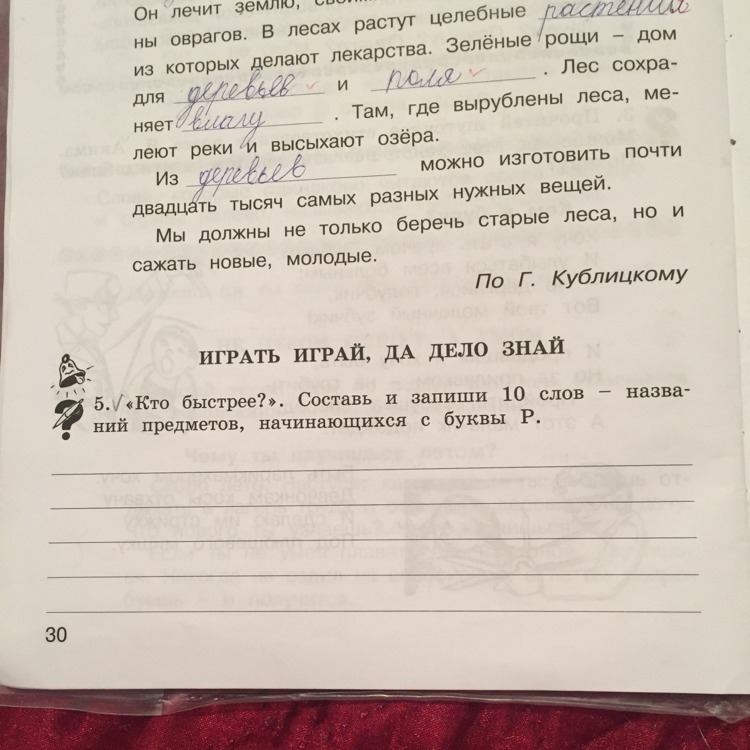 Он лечит землю,
ны оврагов. В лесах растут целебные растения
из которых делают лекарства. Зелёные рощи – дом
для деревьев и поля. Лес сохра-
няет влагу. Там, где вырублены леса, ме-
леют реки и высыхают озёра.
Из деревьев можно изготовить почти
двадцать тысяч самых разных нужных вещей.
Мы должны не только беречь старые леса, но и
сажать новые, молодые.
По Г. Кублицкому
ИГРАТЬ ИГРАЙ, ДА ДЕЛО ЗНАЙ
5. «Кто быстрее?». Составь и запиши 10 слов – назва-
ний предметов, начинающихся с буквы Р.
30